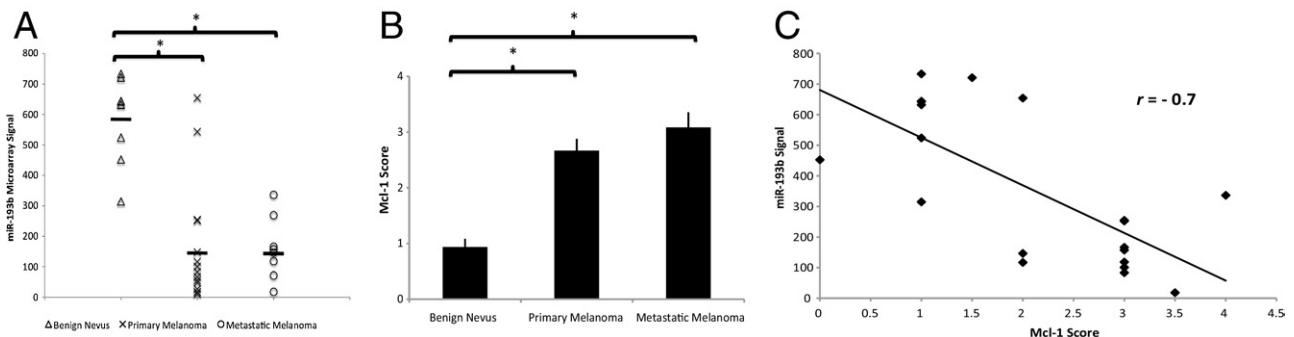 A
*
*
miR-193b Microarray Signal
800
700
600
500
400
300
200
100
0
Benign Nevus Primary Melanoma Metastatic Melanoma
B
*
*
Mcl-1 Score
4
3
2
1
0
Benign Nevus Primary Melanoma Metastatic Melanoma
C
miR-193b Signal
800
700
600
500
400
300
200
100
0
r = - 0.7
0 0.5 1 1.5 2 2.5 3 3.5 4 4.5
Mcl-1 Score